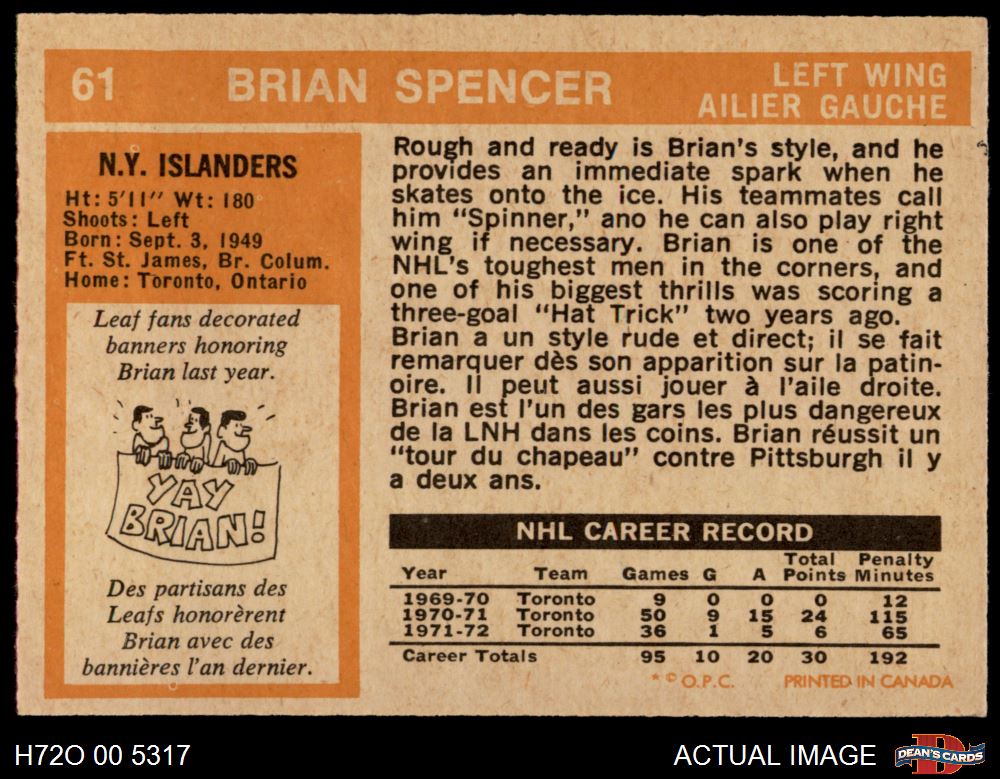 61 BRIAN SPENCER LEFT WING
AILIER GAUCHE
N.Y. ISLANDERS
Ht: 5'11" Wt: 180
Shoots: Left
Born: Sept. 3, 1949
Ft. St. James, Br. Colum.
Home: Toronto, Ontario
Leaf fans decorated
banners honoring
Brian last year.
YAY
BRIAN!
Des partisans des
Leafs honorèrent
Brian avec des
bannières l'an dernier.
Rough and ready is Brian's style, and he
provides an immediate spark when he
skates onto the ice. His teammates call
him "Spinner," ano he can also play right
wing if necessary. Brian is one of the
NHL's toughest men in the corners, and
one of his biggest thrills was scoring a
three-goal "Hat Trick" two years ago.
Brian a un style rude et direct; il se fait
remarquer dès son apparition sur la patin-
oire. Il peut aussi jouer à l'aile droite.
Brian est l'un des gars les plus dangereux
de la LNH dans les coins. Brian réussit un
"tour du chapeau" contre Pittsburgh il y
a deux ans.
NHL CAREER RECORD
Total Penalty
Year Team Games G A Points Minutes
1969-70 Toronto 9 0 0 0 12
1970-71 Toronto 50 9 15 24 115
1971-72 Toronto 36 1 5 6 65
Career Totals 95 10 20 30 192
* © O.P.C. PRINTED IN CANADA
H72O 00 5317 ACTUAL IMAGE DEAN'S CARDS